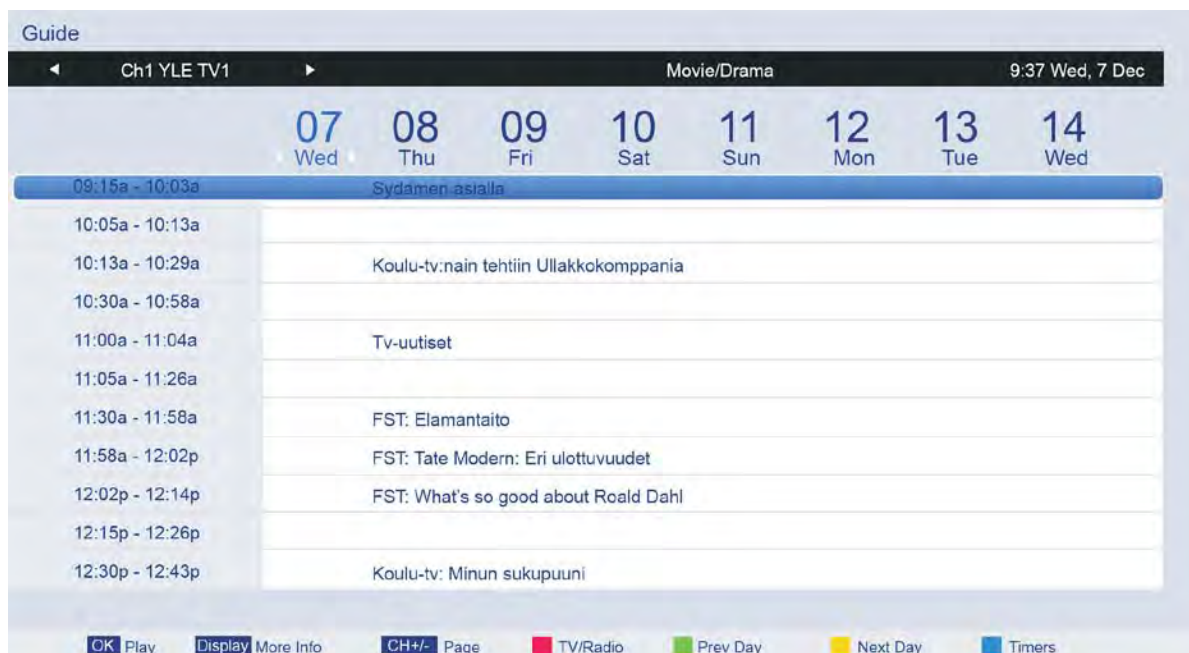 Guide
Ch1 YLE TV1 Movie/Drama 9:37 Wed, 7 Dec
07 08 09 10 11 12 13 14
Wed Thu Fri Sat Sun Mon Tue Wed
09:15a - 10:03a Sydamen asialla
10:05a - 10:13a
10:13a - 10:29a Koulu-tv:nain tehtiin Ullakkokomppania
10:30a - 10:58a
11:00a - 11:04a Tv-uutiset
11:05a - 11:26a
11:30a - 11:58a FST: Elamantaito
11:58a - 12:02p FST: Tate Modern: Eri ulottuvuudet
12:02p - 12:14p FST: What's so good about Roald Dahl
12:15p - 12:26p
12:30p - 12:43p Koulu-tv: Minun sukupuuni
OK Play Display More Info CH+/- Page TV/Radio Prev Day Next Day Timers